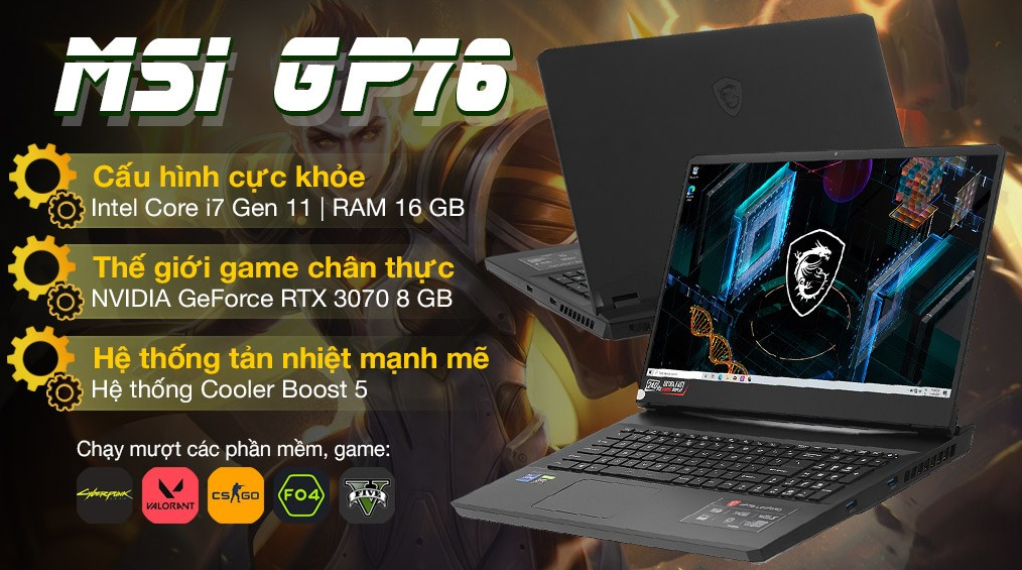 MSI GP76
Cấu hình cực khỏe
Intel Core i7 Gen 11 | RAM 16 GB
Thế giới game chân thực
NVIDIA GeForce RTX 3070 8 GB
Hệ thống tản nhiệt mạnh mẽ
Hệ thống Cooler Boost 5
Chạy mượt các phần mềm, game:
Cyberpunk
VALORANT
CS GO
FO4
V
FIVE